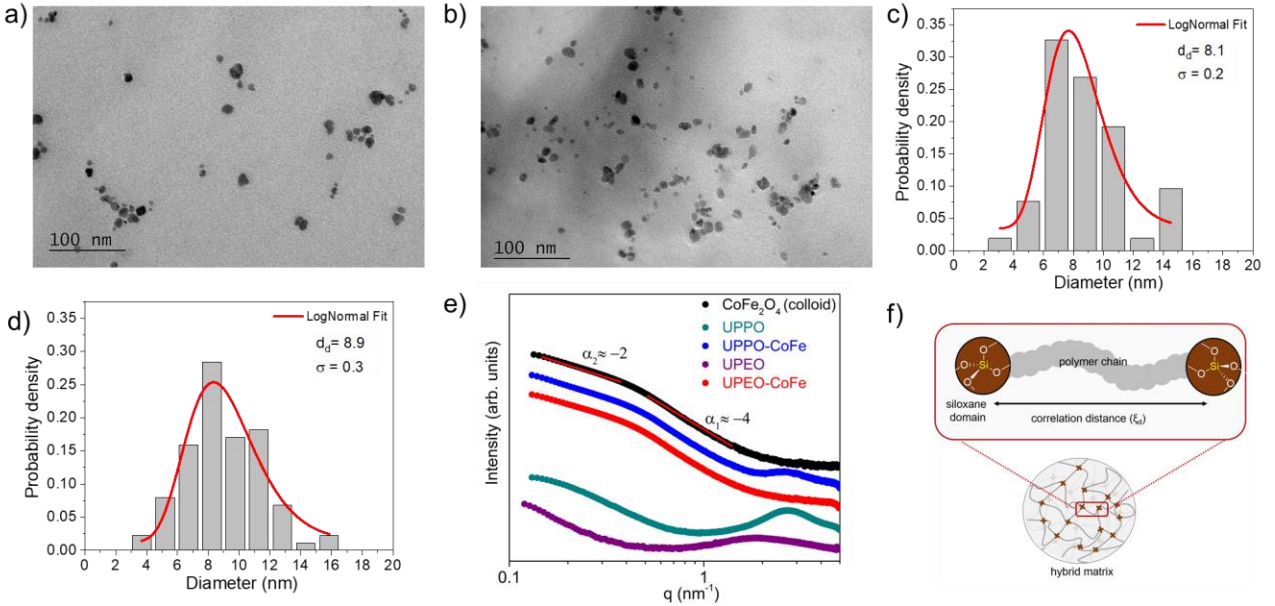 a)
100 nm
b)
100 nm
c)
Probability density
0.35
0.30
0.25
0.20
0.15
0.10
0.05
0.00
0 2 4 6 8 10 12 14 16 18 20
Diameter (nm)
LogNormal Fit
d_d= 8.1
σ = 0.2
d)
Probability density
0.35
0.30
0.25
0.20
0.15
0.10
0.05
0.00
0 2 4 6 8 10 12 14 16 18 20
Diameter (nm)
LogNormal Fit
d_d= 8.9
σ = 0.3
e)
Intensity (arb. units)
CoFe₂O₄ (colloid)
UPPO
UPPO-CoFe
UPEO
UPEO-CoFe
α₂≈ −2
α₁≈ −4
0.1 1
q (nm⁻¹)
f)
O O Si O O
polymer chain
O O Si O O
siloxane
domain
correlation distance (ξ_d)
hybrid matrix